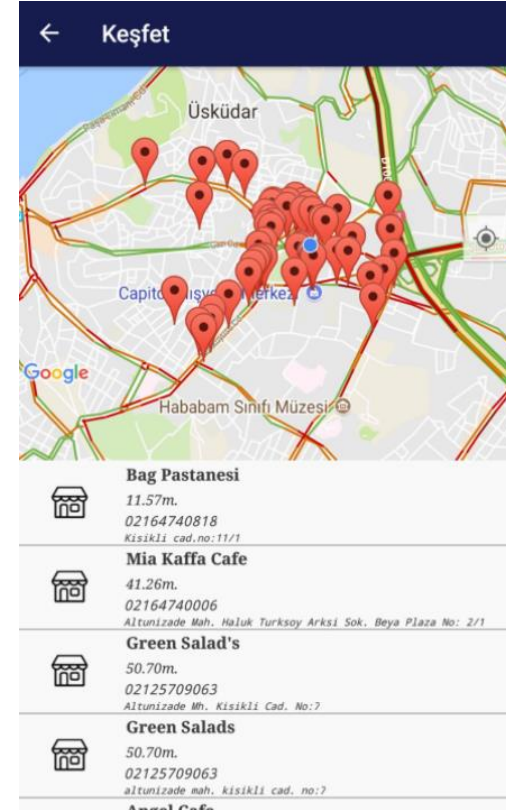 Keşfet
Üsküdar
Capitol
Merkezi
Google
Hababam Sınıfı Müzesi
Bag Pastanesi
11.57m.
02164740818
Kisikli cad.no:11/1
Mia Kaffa Cafe
41.26m.
02164740006
Altunizade Mah. Haluk Turksoy Arksi Sok. Beya Plaza No: 2/1
Green Salad's
50.70m.
02125709063
Altunizade Mh. Kisikli Cad. No:7
Green Salads
50.70m.
02125709063
altunizade mah. kisikli cad. no:7
Angel Cafe